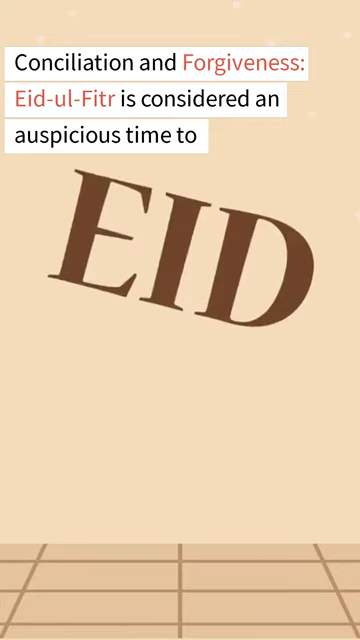 Conciliation and Forgiveness:
Eid-ul-Fitr is considered an
auspicious time to
EID